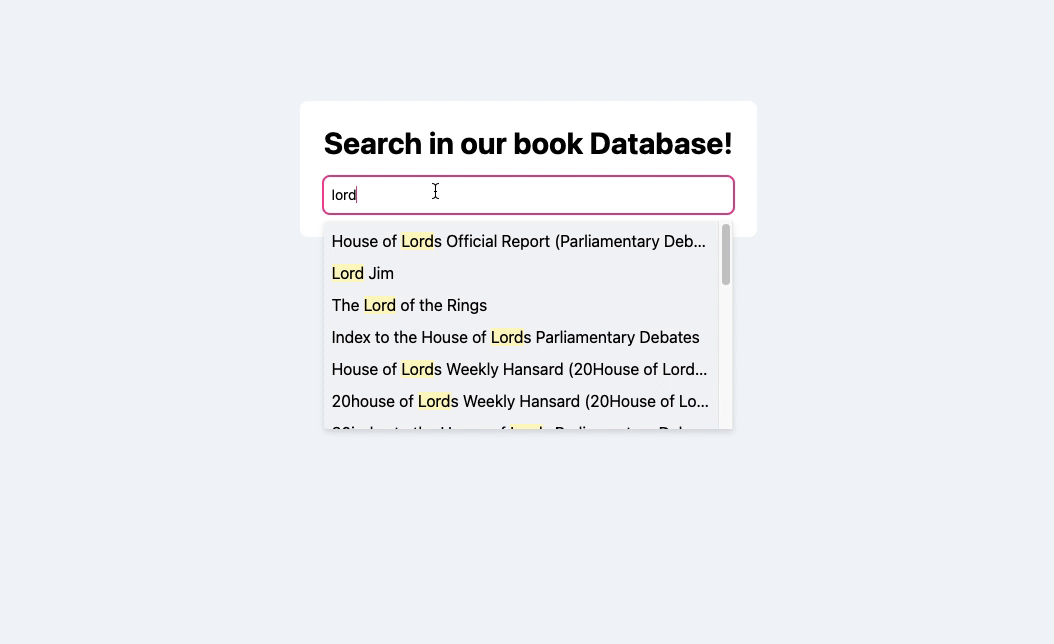 Search in our book Database!
lord
House of Lords Official Report (Parliamentary Deb...
Lord Jim
The Lord of the Rings
Index to the House of Lords Parliamentary Debates
House of Lords Weekly Hansard (20House of Lord...
20house of Lords Weekly Hansard (20House of Lo...